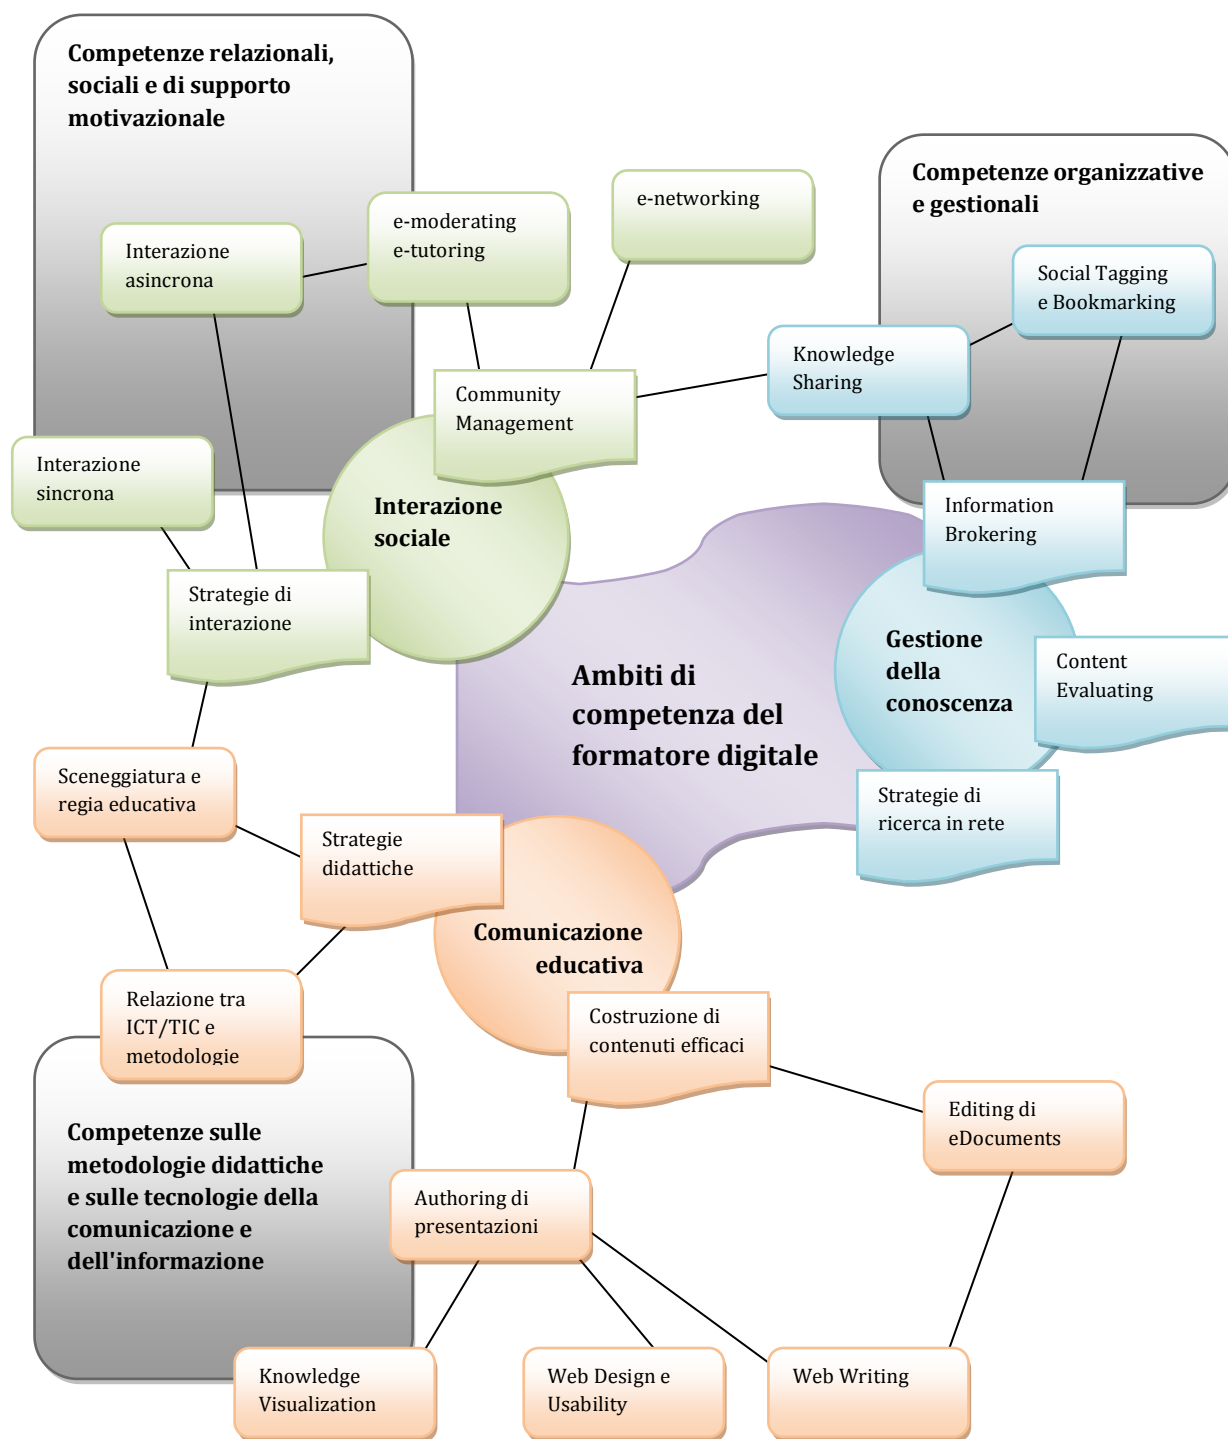 Competenze relazionali,
sociali e di supporto
motivazionale
Competenze organizzative
e gestionali
e-networking
e-moderating
e-tutoring
Interazione
asincrona
Social Tagging
e Bookmarking
Knowledge
Sharing
Community
Management
Interazione
sincrona
Interazione
sociale
Information
Brokering
Strategie di
interazione
Gestione
della
conoscenza
Content
Evaluating
Ambiti di
competenza del
formatore digitale
Sceneggiatura e
regia educativa
Strategie di
ricerca in rete
Strategie
didattiche
Comunicazione
educativa
Relazione tra
ICT/TIC e
metodologie
Costruzione di
contenuti efficaci
Editing di
eDocuments
Competenze sulle
metodologie didattiche
e sulle tecnologie della
comunicazione e
dell'informazione
Authoring di
presentazioni
Knowledge
Visualization
Web Design e
Usability
Web Writing